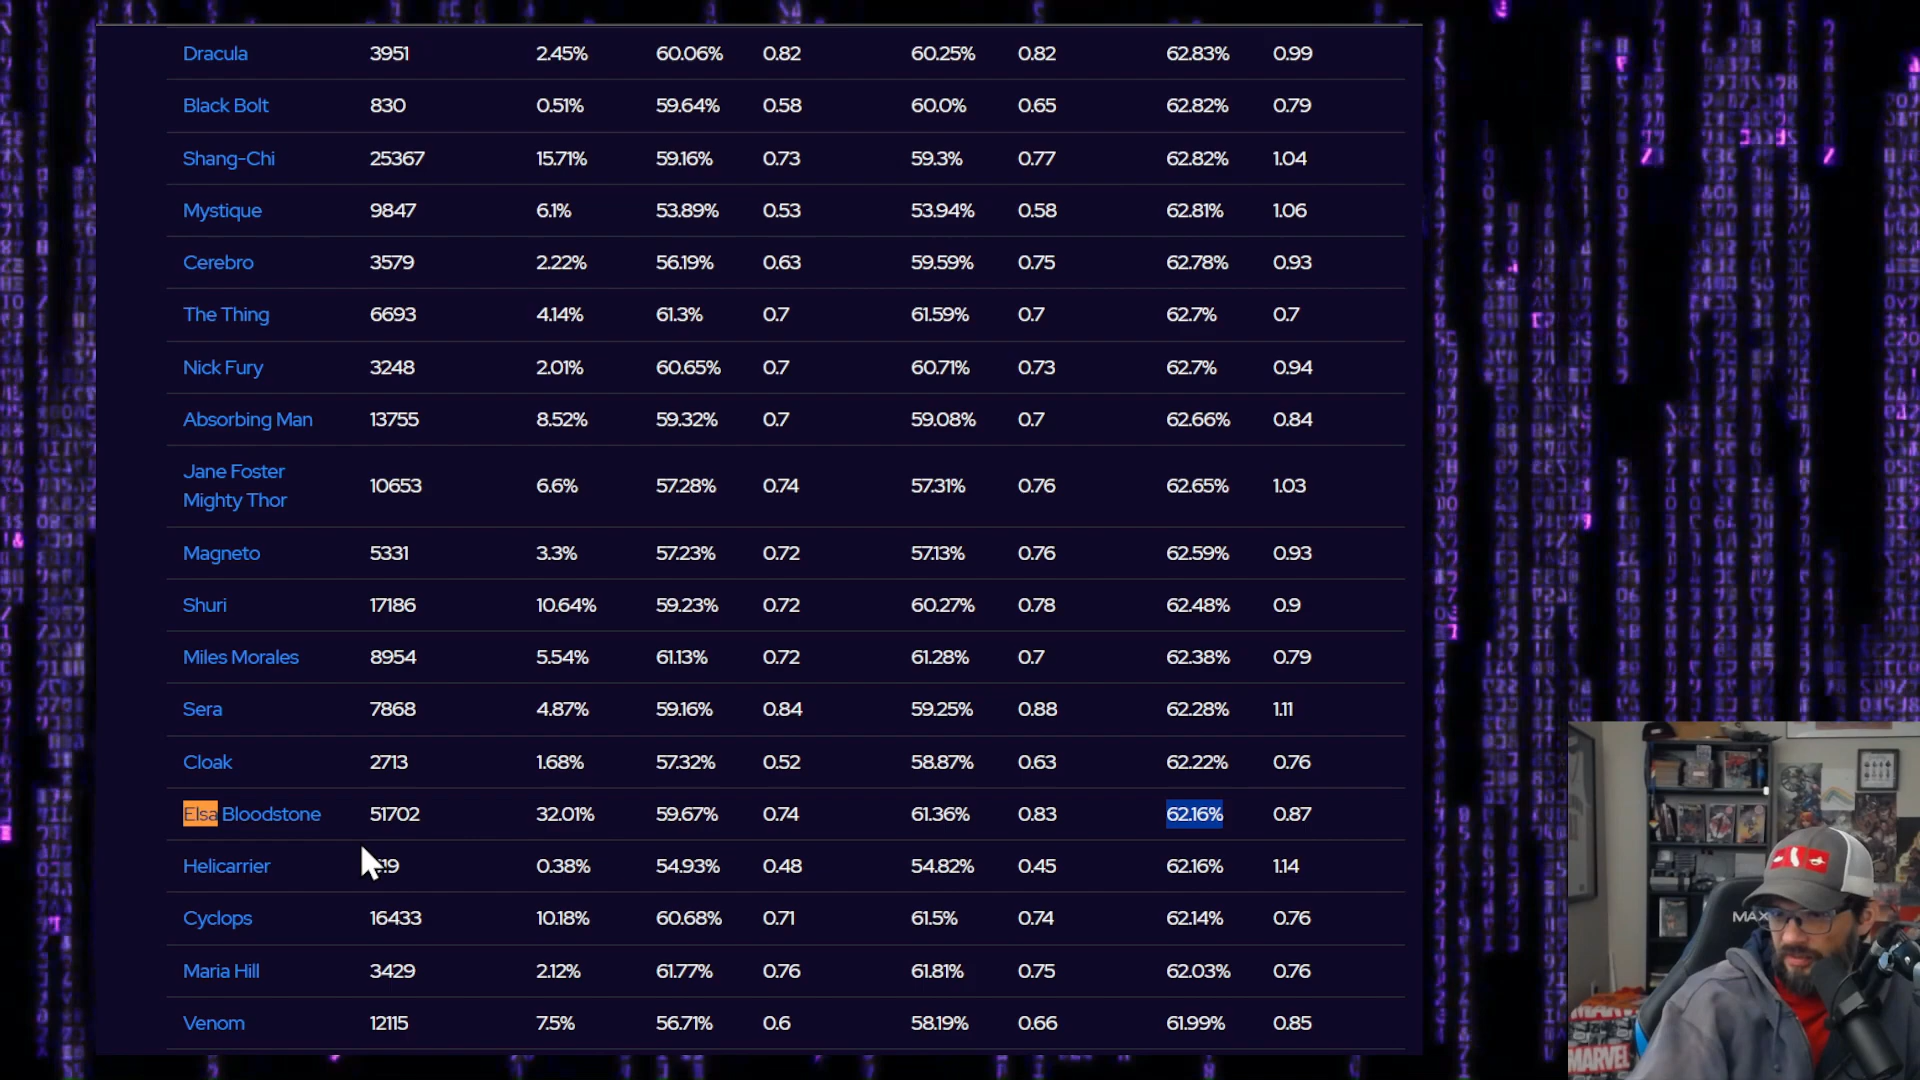 Dracula 3951 2.45% 60.06% 0.82 60.25% 0.82 62.83% 0.99
Black Bolt 830 0.51% 59.64% 0.58 60.0% 0.65 62.82% 0.79
Shang-Chi 25367 15.71% 59.16% 0.73 59.3% 0.77 62.82% 1.04
Mystique 9847 6.1% 53.89% 0.53 53.94% 0.58 62.81% 1.06
Cerebro 3579 2.22% 56.19% 0.63 59.59% 0.75 62.78% 0.93
The Thing 6693 4.14% 61.3% 0.7 61.59% 0.7 62.7% 0.7
Nick Fury 3248 2.01% 60.65% 0.7 60.71% 0.73 62.7% 0.94
Absorbing Man 13755 8.52% 59.32% 0.7 59.08% 0.7 62.66% 0.84
Jane Foster
Mighty Thor 10653 6.6% 57.28% 0.74 57.31% 0.76 62.65% 1.03
Magneto 5331 3.3% 57.23% 0.72 57.13% 0.76 62.59% 0.93
Shuri 17186 10.64% 59.23% 0.72 60.27% 0.78 62.48% 0.9
Miles Morales 8954 5.54% 61.13% 0.72 61.28% 0.7 62.38% 0.79
Sera 7868 4.87% 59.16% 0.84 59.25% 0.88 62.28% 1.11
Cloak 2713 1.68% 57.32% 0.52 58.87% 0.63 62.22% 0.76
Elsa Bloodstone 51702 32.01% 59.67% 0.74 61.36% 0.83 62.16% 0.87
Helicarrier 0.38% 54.93% 0.48 54.82% 0.45 62.16% 1.14
Cyclops 16433 10.18% 60.68% 0.71 61.5% 0.74 62.14% 0.76
Maria Hill 3429 2.12% 61.77% 0.76 61.81% 0.75 62.03% 0.76
Venom 12115 7.5% 56.71% 0.6 58.19% 0.66 61.99% 0.85
MARVEL